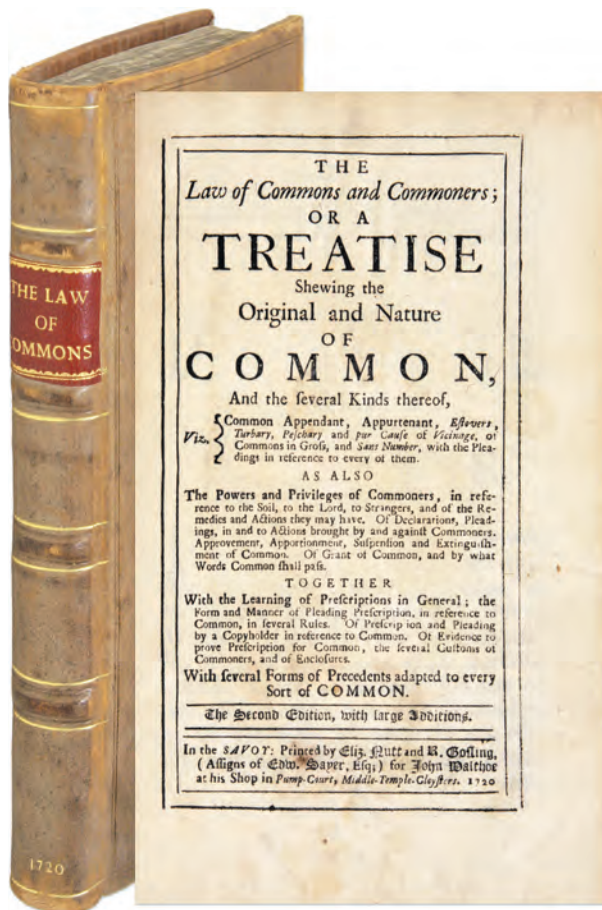 THE LAW
OF
COMMONS
1720
THE
Law of Commons and Commoners;
OR A
TREATISE
Shewing the
Original and Nature
OF
COMMON,
And the ſeveral Kinds thereof,
Viz. Common Appendant, Appurtenant, Eſtovers,
Turbary, Peſchary and par Cauſe of Vicinage, of
Commons in Groſs, and Sans Number, with the Plea-
dings in reference to every of them.
AS ALSO
The Powers and Privileges of Commoners, in refe-
rence to the Soil, to the Lord, to Strangers, and of the Re-
medies and Actions they may have. Of Declarations, Plead-
ings, in and to Actions brought by and againſt Commoners.
Approvement, Apportionment, Suſpenſion and Extinguiſh-
ment of Common. Of Grant of Common, and by what
Words Common ſhall paſs.
TOGETHER
With the Learning of Preſcriptions in General; the
Form and Manner of Pleading Preſcription, in reference to
Common, in ſeveral Rules. Of Preſcription and Pleading
by a Copyholder in reference to Common. Of Evidence to
prove Preſcription for Common, the ſeveral Cuſtoms of
Commoners, and of Encloſures.
With ſeveral Forms of Precedents adapted to every
Sort of COMMON.
The Second Edition, with large Additions.
In the SAVOY: Printed by Eliz. Nutt and R. Goſling,
(Aſſigns of Edw. Sayer, Eſq;) for John Walthoe
at his Shop in Pump-Court, Middle-Temple-Cloyſters. 1720